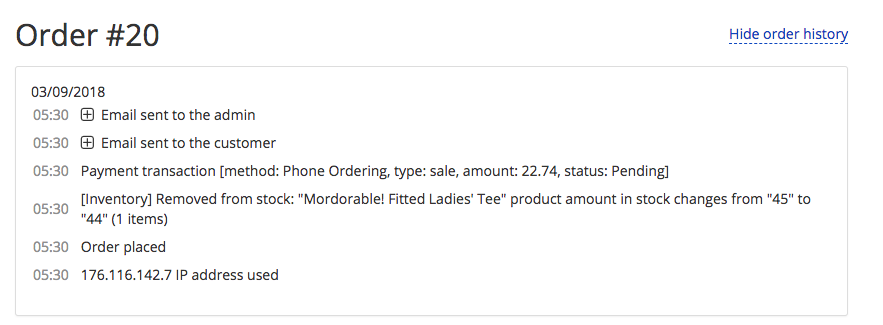 Order #20
Hide order history
03/09/2018
05:30 Email sent to the admin
05:30 Email sent to the customer
05:30 Payment transaction [method: Phone Ordering, type: sale, amount: 22.74, status: Pending]
05:30 [Inventory] Removed from stock: "Mordorable! Fitted Ladies' Tee" product amount in stock changes from "45" to
"44" (1 items)
05:30 Order placed
05:30 176.116.142.7 IP address used